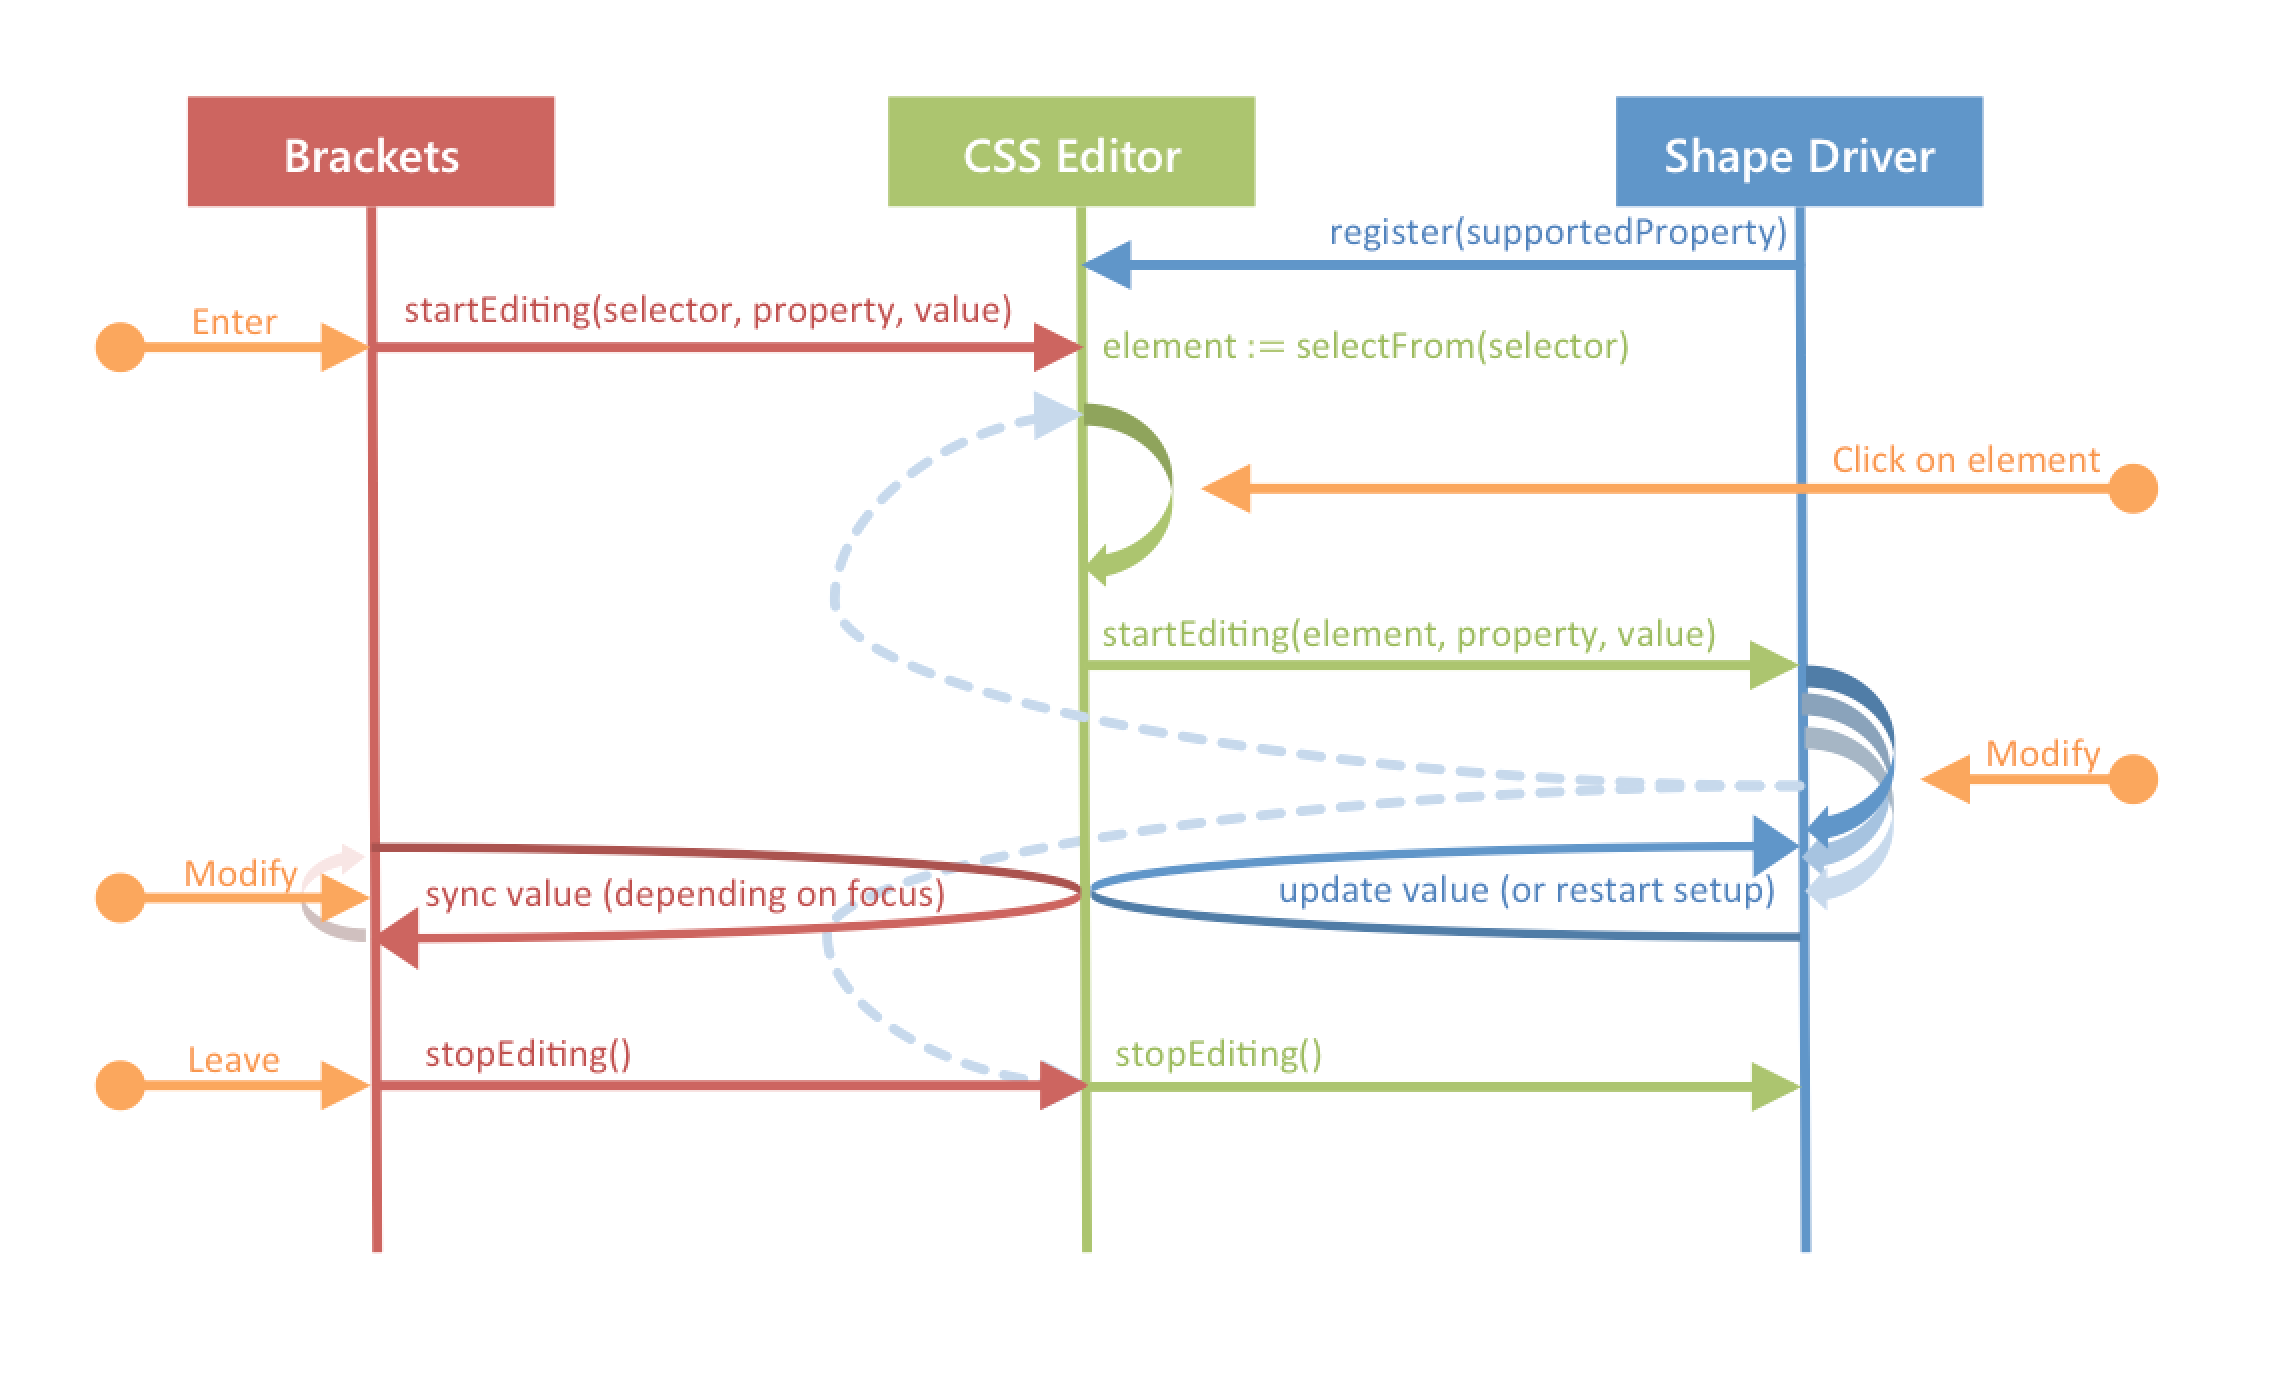 Brackets
CSS Editor
Shape Driver
register(supportedProperty)
Enter
startEditing(selector, property, value)
element := selectFrom(selector)
Click on element
startEditing(element, property, value)
Modify
Modify
sync value (depending on focus)
update value (or restart setup)
Leave
stopEditing()
stopEditing()